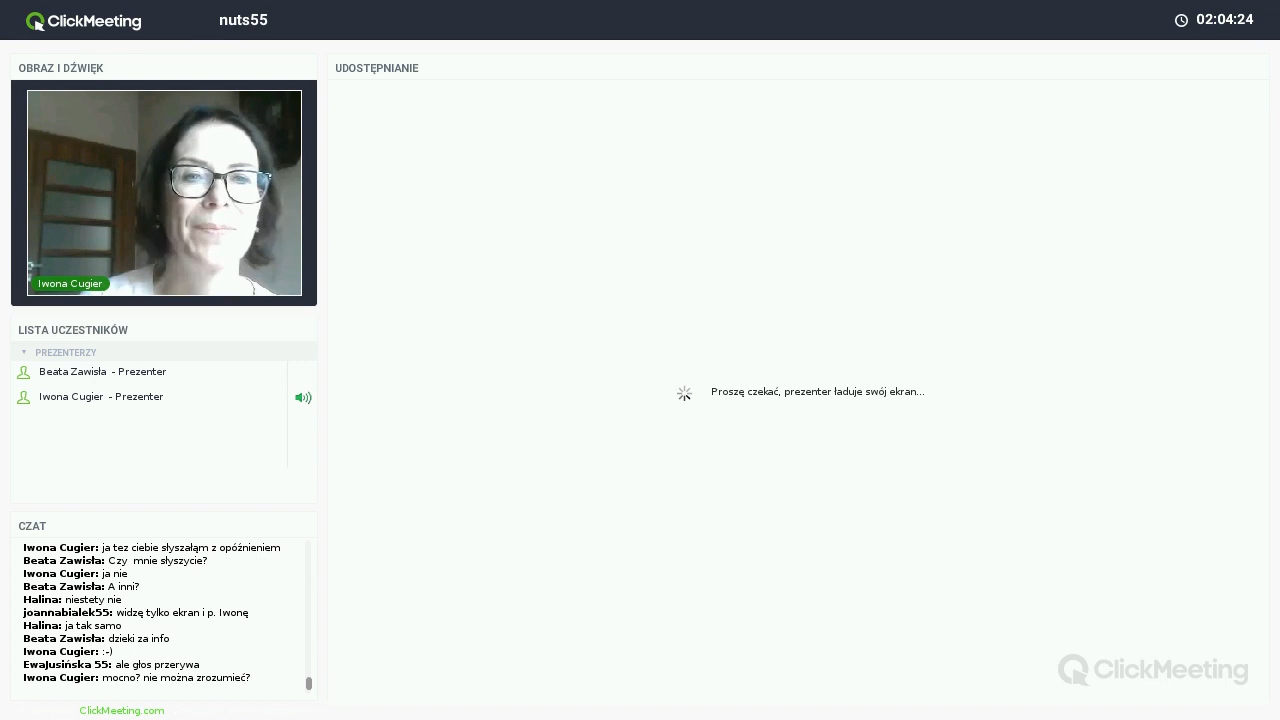 ClickMeeting
nuts55
02:04:24
OBRAZ I DŹWIĘK
UDOSTĘPNIANIE
Iwona Cugier
LISTA UCZESTNIKÓW
PREZENTERZY
Beata Zawisła - Prezenter
Iwona Cugier - Prezenter
Proszę czekać, prezenter ładuje swój ekran...
CZAT
Iwona Cugier: ja tez ciebie słyszałąm z opóźnieniem
Beata Zawisła: Czy mnie słyszycie?
Iwona Cugier: ja nie
Beata Zawisła: A inni?
Halina: niestety nie
joannabialek55: widzę tylko ekran i p. Iwonę
Halina: ja tak samo
Beata Zawisła: dzieki za info
Iwona Cugier: :-)
EwaJusińska 55: ale głos przerywa
Iwona Cugier: mocno? nie można zrozumieć?
ClickMeeting
ClickMeeting.com